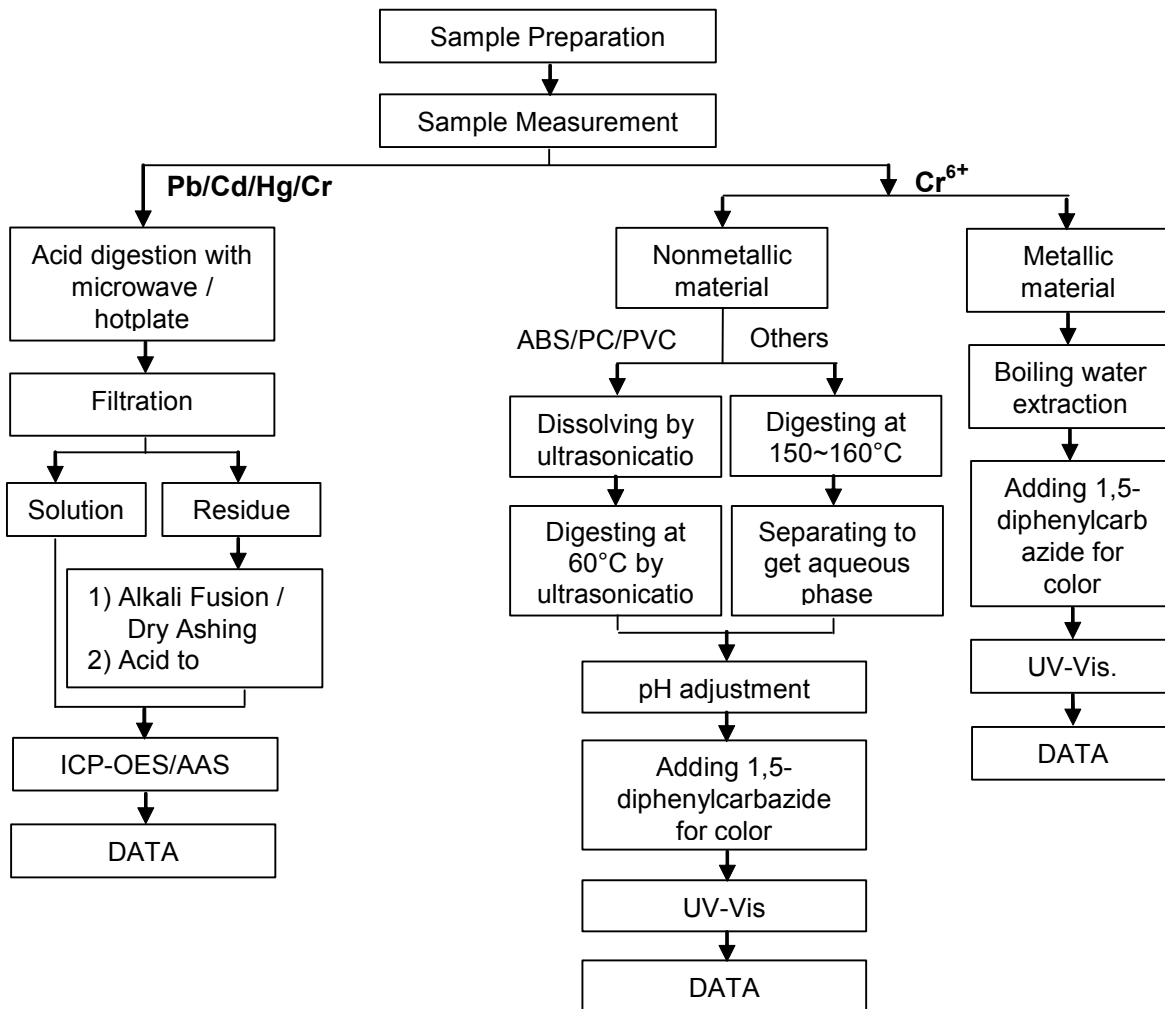 Sample Preparation
Sample Measurement
Pb/Cd/Hg/Cr
Cr6+
Acid digestion with
microwave /
hotplate
Filtration
Solution
Residue
1) Alkali Fusion /
Dry Ashing
2) Acid to
ICP-OES/AAS
DATA
Nonmetallic
material
ABS/PC/PVC
Others
Dissolving by
ultrasonicatio
Digesting at
60°C by
ultrasonicatio
Digesting at
150~160°C
Separating to
get aqueous
phase
pH adjustment
Adding 1,5-
diphenylcarbazide
for color
UV-Vis
DATA
Metallic
material
Boiling water
extraction
Adding 1,5-
diphenylcarb
azide for
color
UV-Vis.
DATA